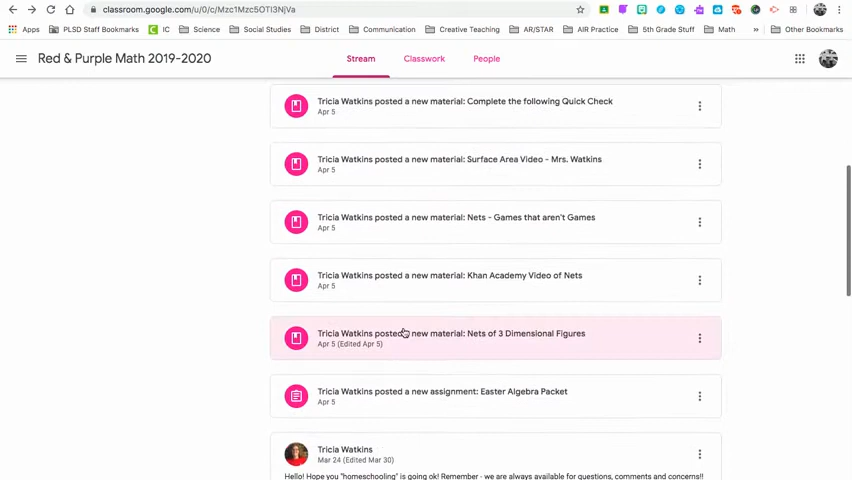 classroom.google.com/u/0/c/Mzc1Mzc5OTI3NjVa
Apps PLSD Staff Bookmarks IC Science Social Studies District Communication Creative Teaching AR/STAR AIR Practice 5th Grade Stuff Math » Other Bookmarks
Red & Purple Math 2019-2020 Stream Classwork People
Tricia Watkins posted a new material: Complete the following Quick Check
Apr 5
Tricia Watkins posted a new material: Surface Area Video - Mrs. Watkins
Apr 5
Tricia Watkins posted a new material: Nets - Games that aren't Games
Apr 5
Tricia Watkins posted a new material: Khan Academy Video of Nets
Apr 5
Tricia Watkins posted a new material: Nets of 3 Dimensional Figures
Apr 5 (Edited Apr 5)
Tricia Watkins posted a new assignment: Easter Algebra Packet
Apr 5
Tricia Watkins
Mar 24 (Edited Mar 30)
Hello! Hope you "homeschooling" is going ok! Remember - we are always available for questions, comments and concerns!!